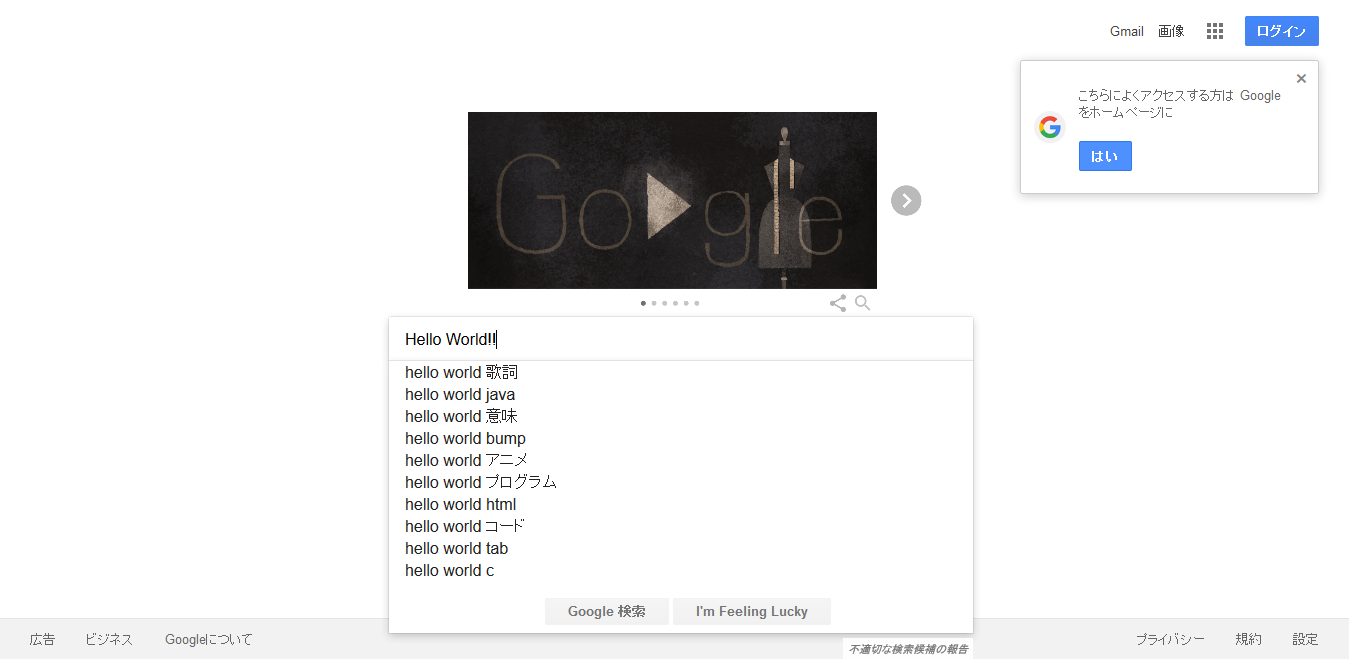 Gmail 画像 ログイン
こちらによくアクセスする方は Google
をホームページに
はい
Google
Hello World!!
hello world 歌詞
hello world java
hello world 意味
hello world bump
hello world アニメ
hello world プログラム
hello world html
hello world コード
hello world tab
hello world c
Google 検索 I'm Feeling Lucky
不適切な検索候補の報告
広告 ビジネス Googleについて プライバシー 規約 設定